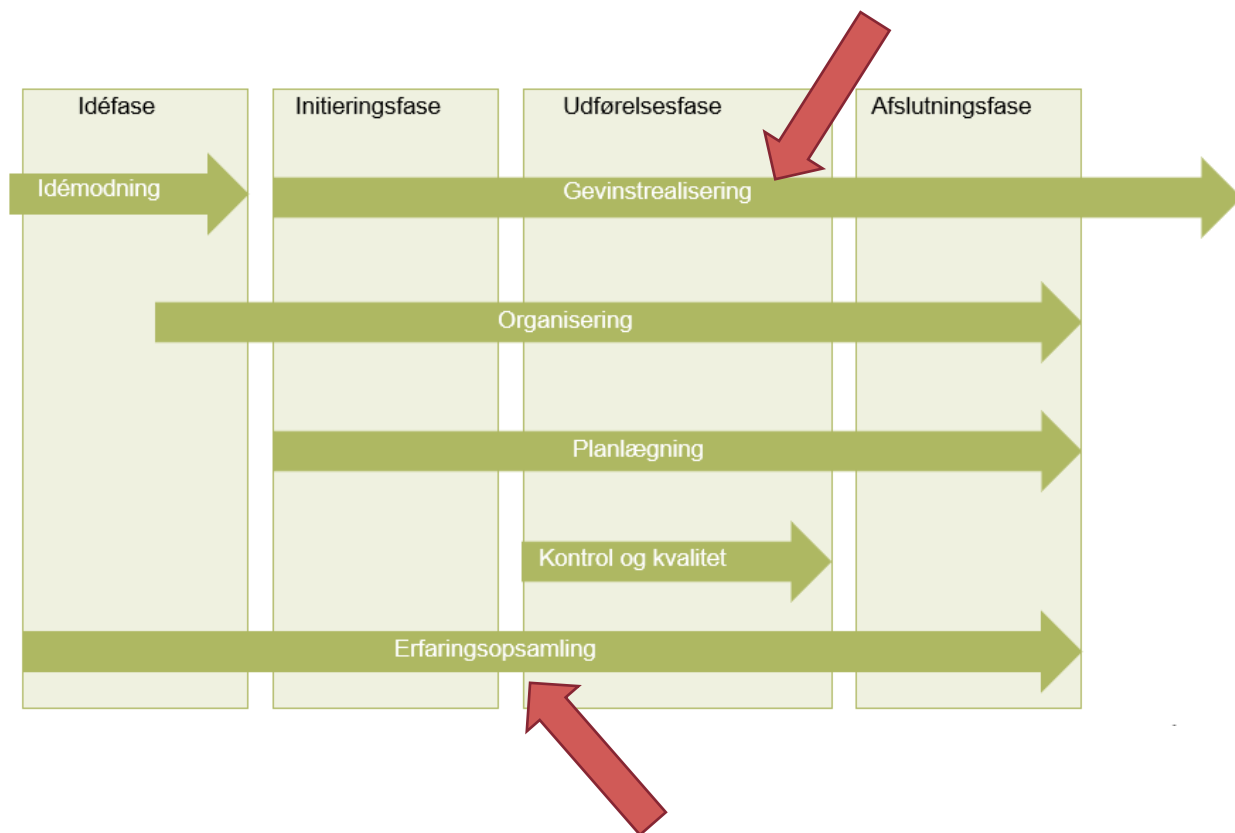 Idéfase
Initieringsfase
Udførelsesfase
Afslutningsfase
Idémodning
Gevinstrealisering
Organisering
Planlægning
Kontrol og kvalitet
Erfaringsopsamling